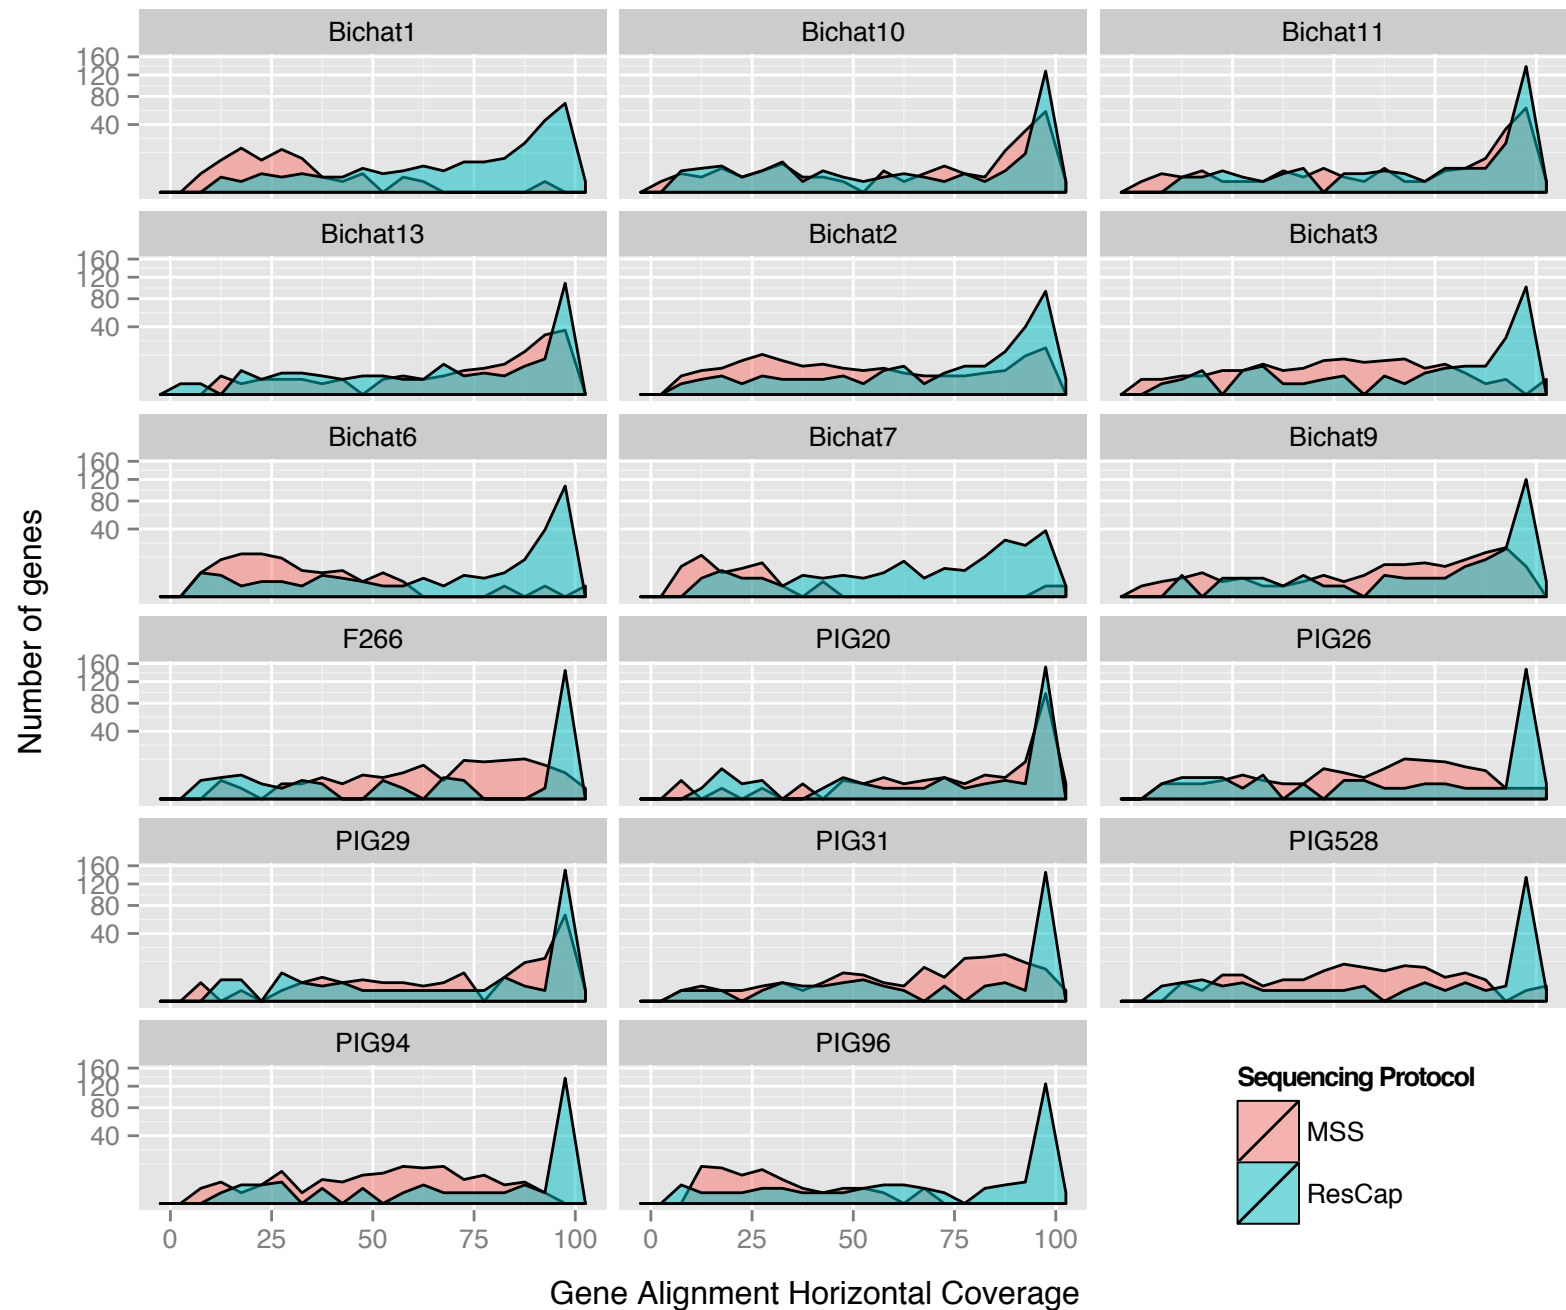 Bichat1 Bichat10 Bichat11
160
120
80
40
Bichat13 Bichat2 Bichat3
160
120
80
40
Bichat6 Bichat7 Bichat9
160
120
80
40
Number of genes
F266 PIG20 PIG26
160
120
80
40
PIG29 PIG31 PIG528
160
120
80
40
PIG94 PIG96
160
120
80
40
0 25 50 75 100 0 25 50 75 100
Gene Alignment Horizontal Coverage
Sequencing Protocol
MSS
ResCap